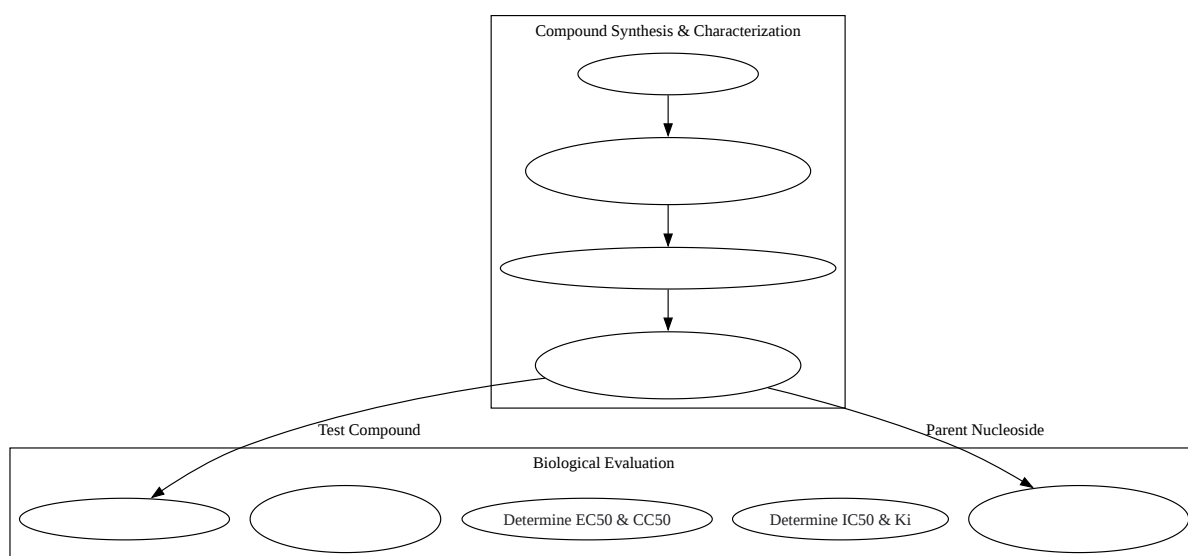 Compound Synthesis & Characterization
Test Compound
Parent Nucleoside
Biological Evaluation
Determine EC50 & CC50
Determine IC50 & Ki